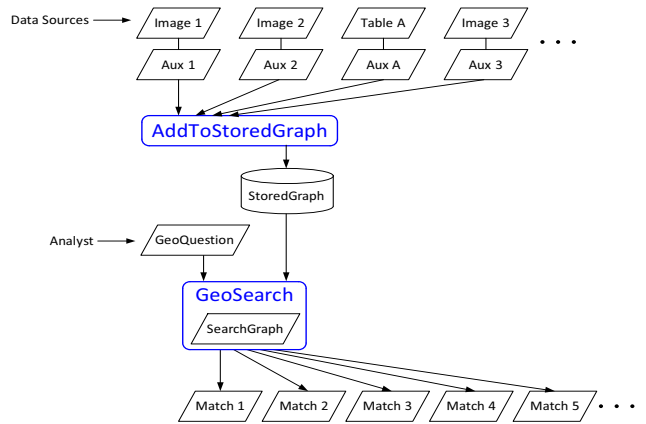 Data Sources
Image 1
Image 2
Table A
Image 3
Aux 1
Aux 2
Aux A
Aux 3
. . .
AddToStoredGraph
StoredGraph
Analyst
GeoQuestion
GeoSearch
SearchGraph
Match 1
Match 2
Match 3
Match 4
Match 5
. . .